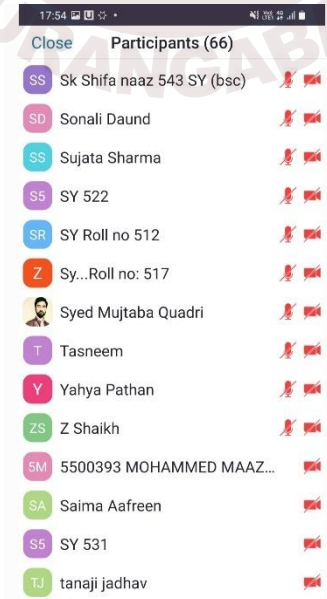 17:54
URANGAB
Close Participants (66)
SS Sk Shifa naaz 543 SY (bsc)
SD Sonali Daund
SS Sujata Sharma
S5 SY 522
SR SY Roll no 512
Z Sy...Roll no: 517
Syed Mujtaba Quadri
T Tasneem
Y Yahya Pathan
ZS Z Shaikh
5M 5500393 MOHAMMED MAAZ...
SA Saima Aafreen
S5 SY 531
TJ tanaji jadhav